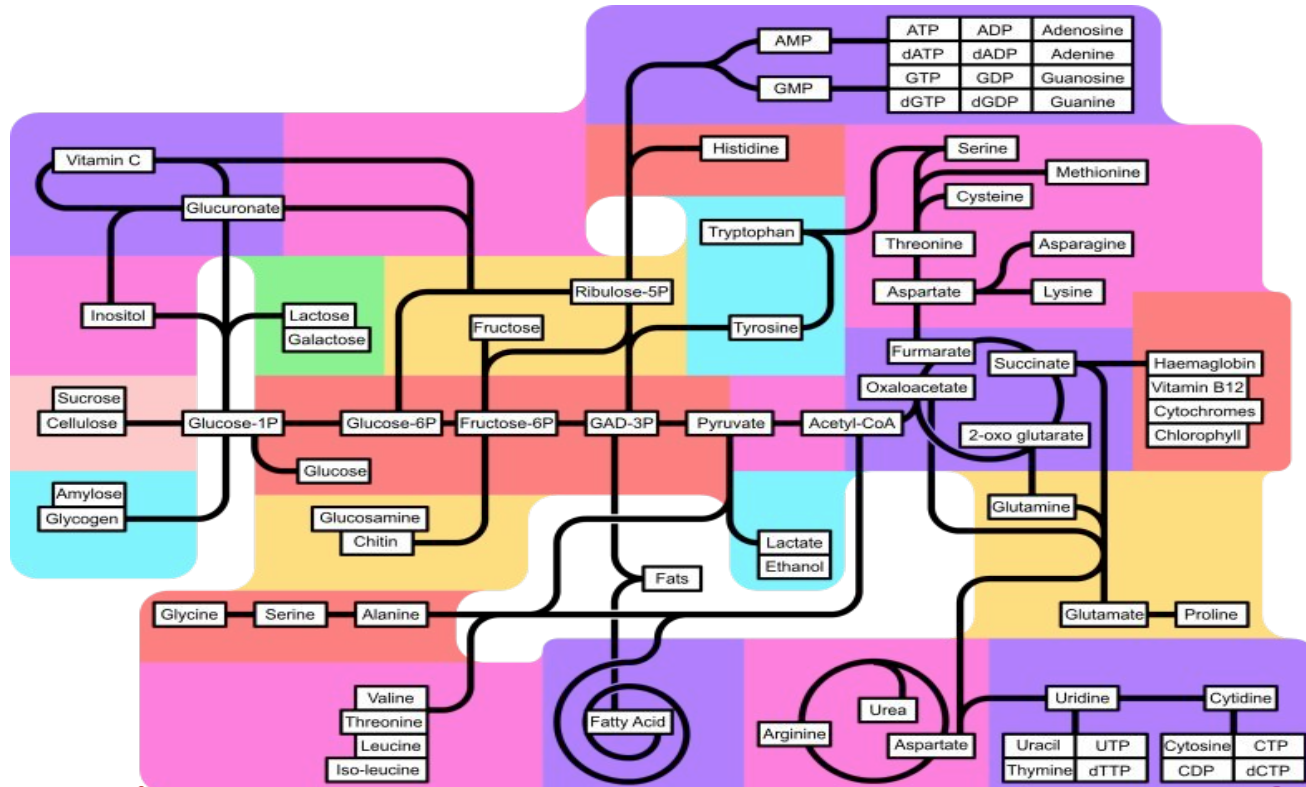 AMP
ATP ADP Adenosine
dATP dADP Adenine
GMP
GTP GDP Guanosine
dGTP dGDP Guanine
Vitamin C
Histidine
Serine
Methionine
Cysteine
Glucuronate
Tryptophan
Threonine
Asparagine
Ribulose-5P
Aspartate
Lysine
Inositol
Lactose
Galactose
Fructose
Tyrosine
Furmarate
Succinate
Haemaglobin
Oxaloacetate
Vitamin B12
Sucrose
Cellulose
Glucose-1P
Glucose-6P
Fructose-6P
GAD-3P
Pyruvate
Acetyl-CoA
2-oxo glutarate
Cytochromes
Chlorophyll
Glucose
Amylose
Glycogen
Glucosamine
Chitin
Glutamine
Lactate
Ethanol
Fats
Glycine
Serine
Alanine
Glutamate
Proline
Valine
Threonine
Leucine
Iso-leucine
Fatty Acid
Urea
Arginine
Aspartate
Uridine
Cytidine
Uracil UTP
Thymine dTTP
Cytosine CTP
CDP dCTP